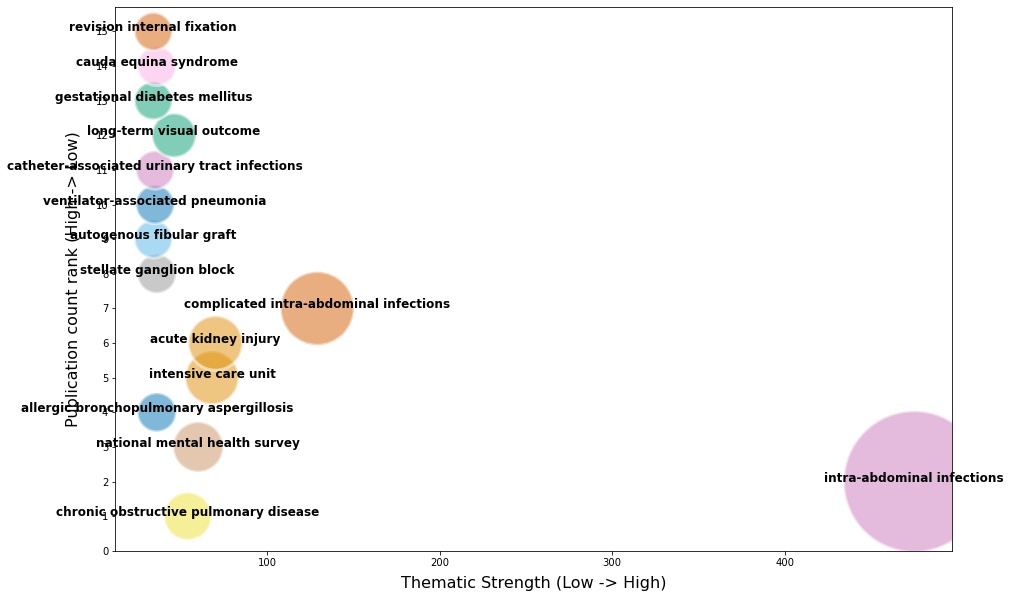 revision internal fixation
15
cauda equina syndrome
14
gestational diabetes mellitus
13
long-term visual outcome
12
catheter-associated urinary tract infections
11
ventilator-associated pneumonia
10
autogenous fibular graft
9
stellate ganglion block
8
complicated intra-abdominal infections
7
acute kidney injury
6
intensive care unit
5
allergic bronchopulmonary aspergillosis
4
national mental health survey
3
intra-abdominal infections
2
chronic obstructive pulmonary disease
1
0
Publication count rank (High -> Low)
100 200 300 400
Thematic Strength (Low -> High)